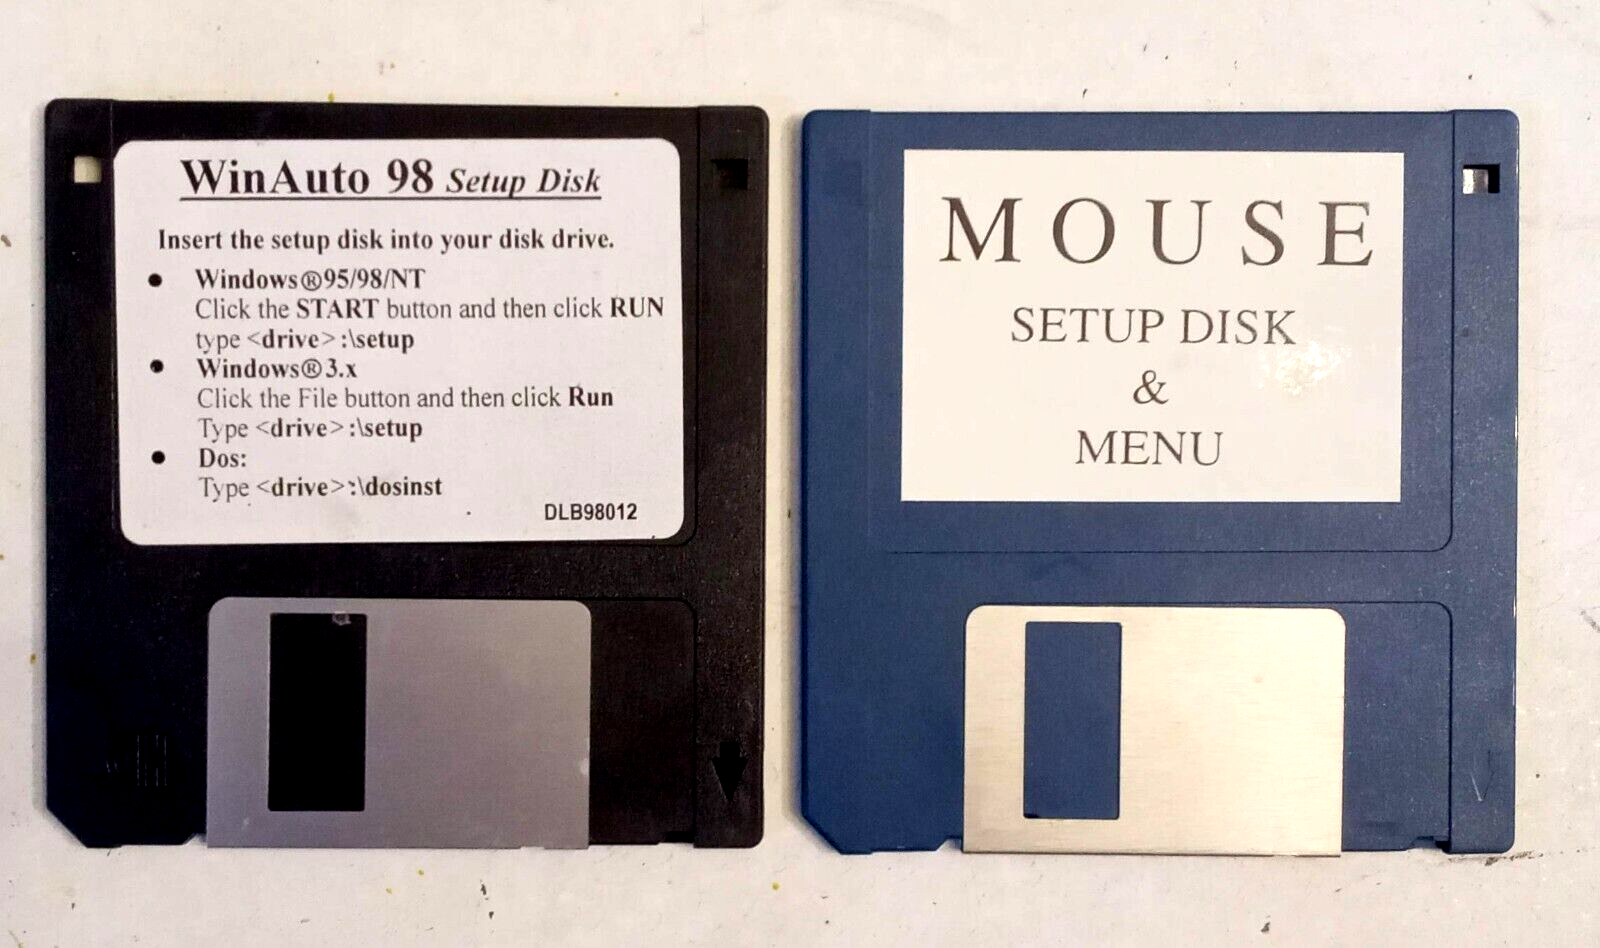 WinAuto 98 Setup Disk
Insert the setup disk into your disk drive.
● Windows®95/98/NT
Click the START button and then click RUN
type <drive>:\setup
● Windows®3.x
Click the File button and then click Run
Type <drive>:\setup
● Dos:
Type <drive>:\dosinst
DLB98012
MOUSE
SETUP DISK
&
MENU